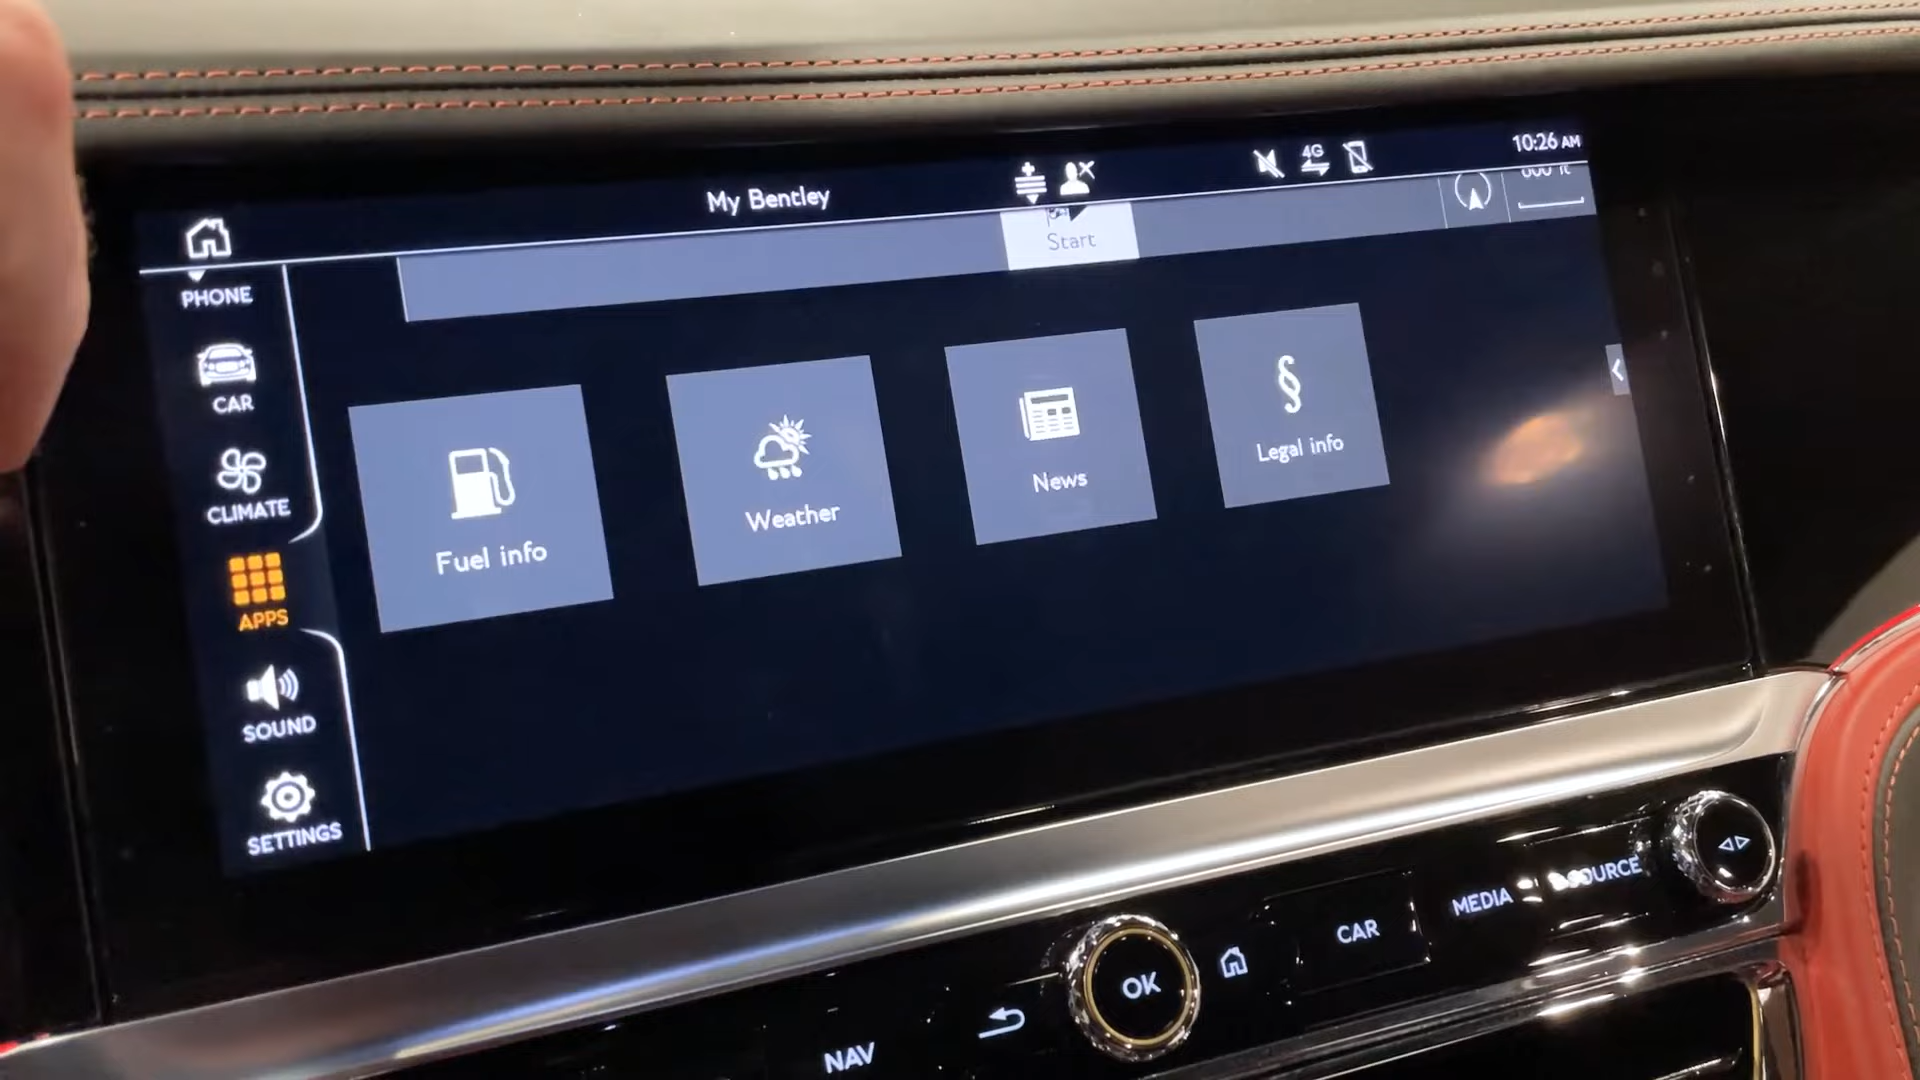 My Bentley
4G
10:26 AM
Start
PHONE
CAR
CLIMATE
APPS
SOUND
SETTINGS
Fuel info
Weather
News
§
Legal info
NAV
OK
CAR
MEDIA
SOURCE